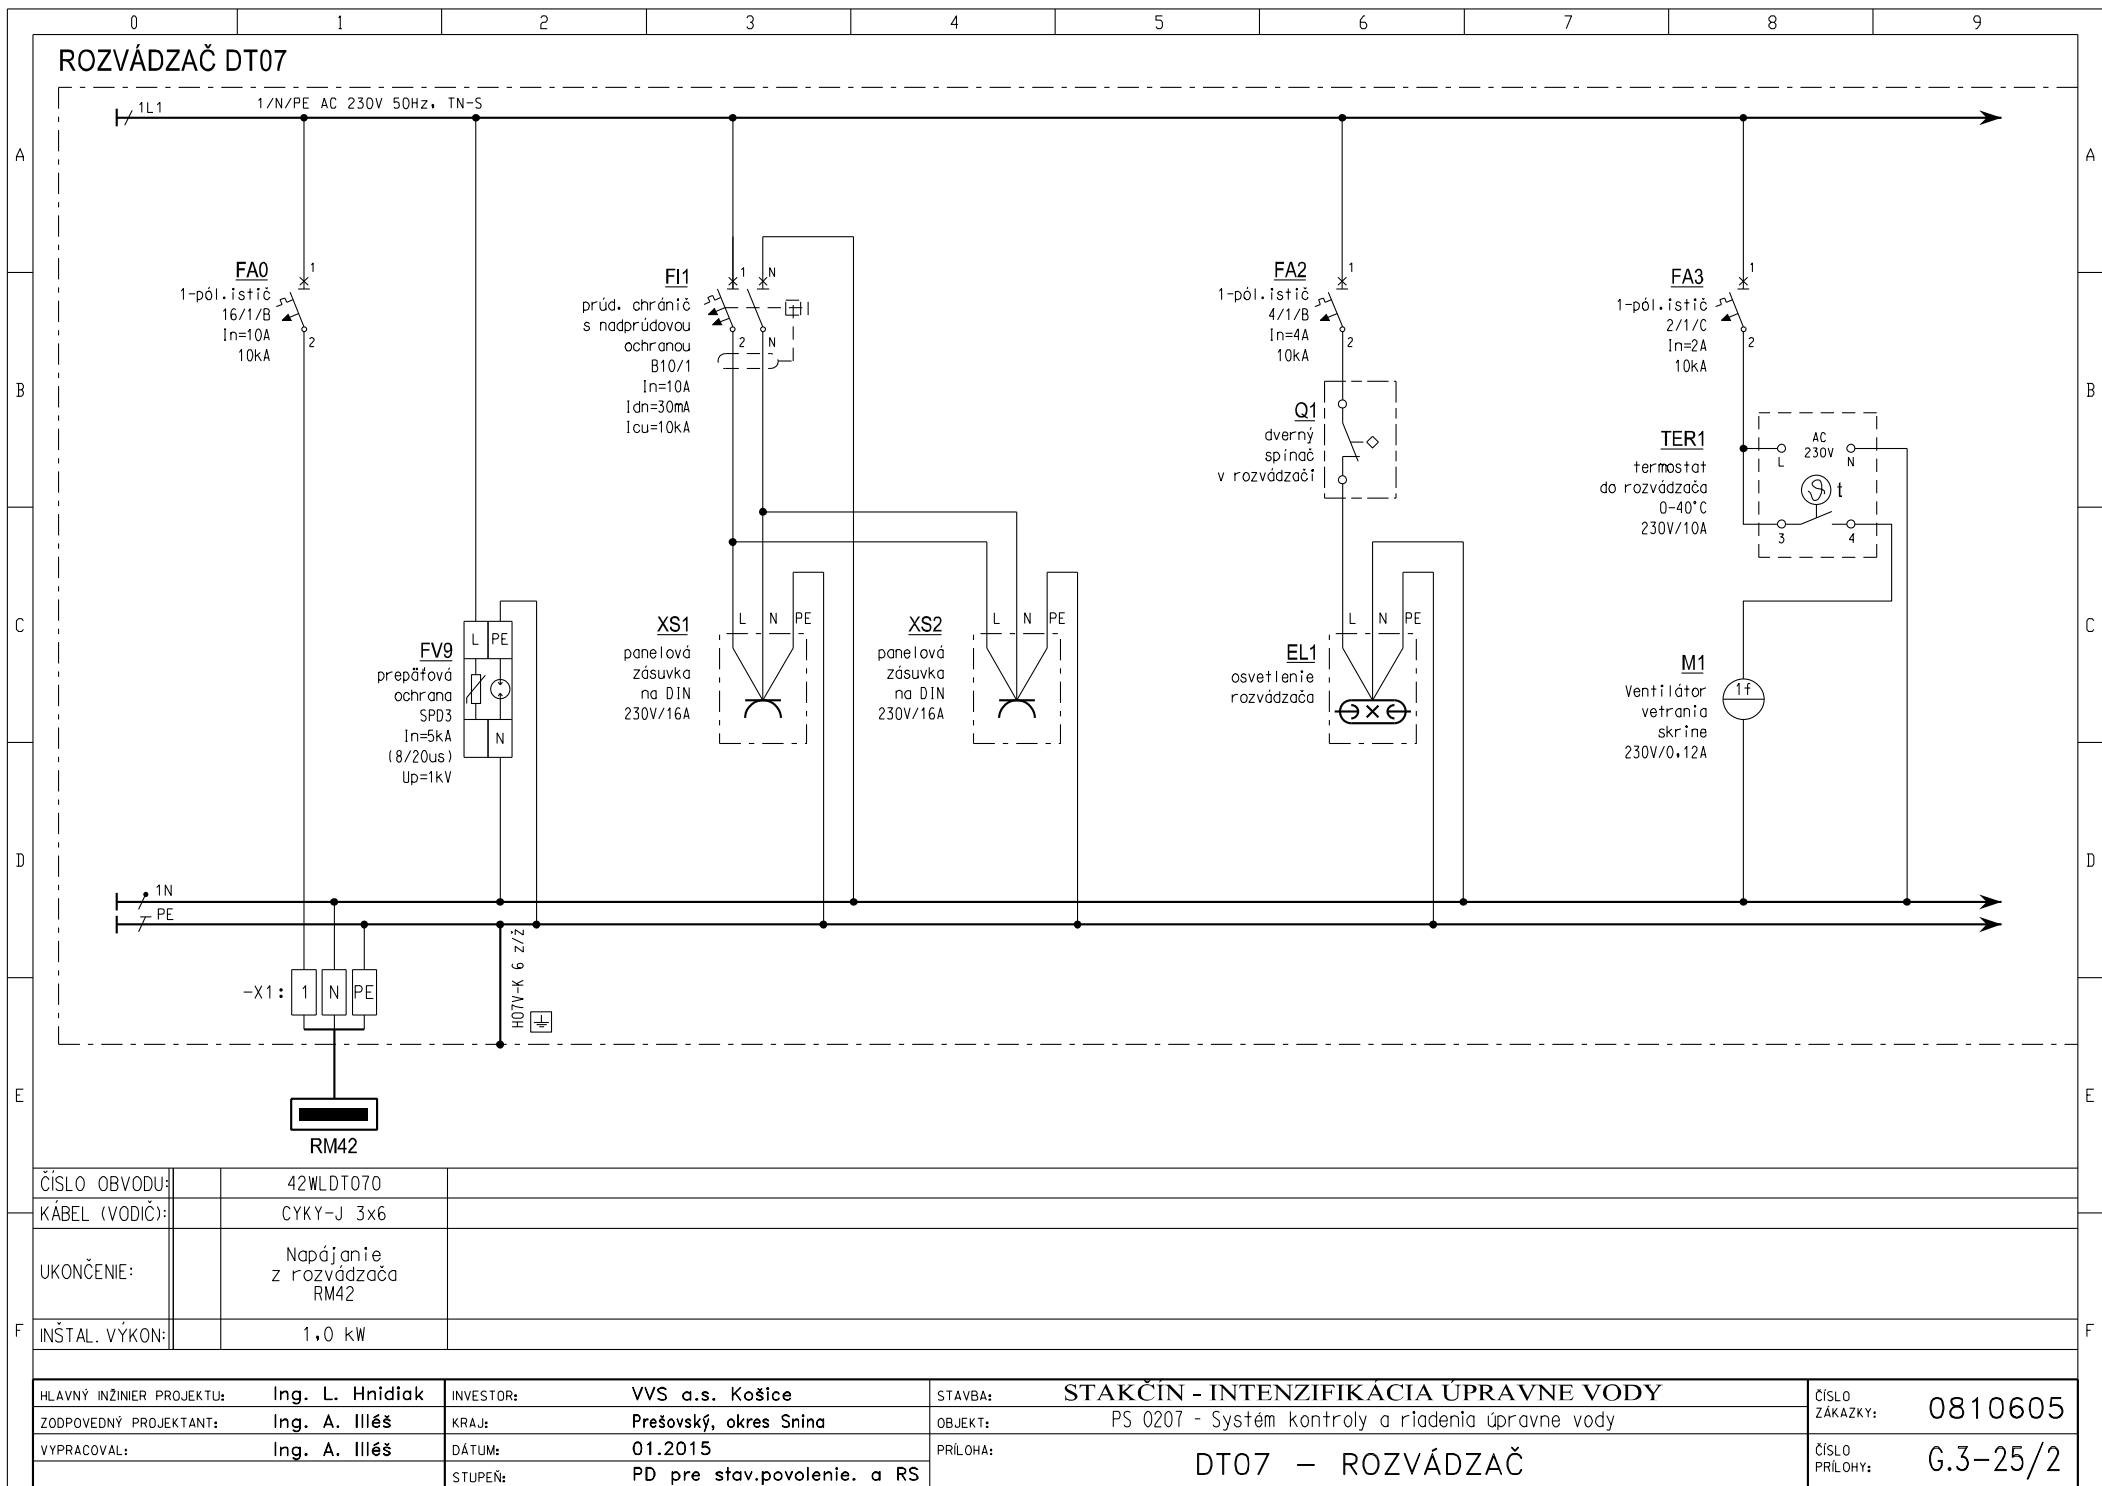 0 1 2 3 4 5 6 7 8 9
ROZVÁDZAČ DT07
1L1
1/N/PE AC 230V 50Hz, TN-S
A
A
FA0
1-pól.istič
16/1/B
In=10A
10kA
1
2
FI1
prúd. chránič
s nadprúdovou
ochranou
B10/1
In=10A
Idn=30mA
Icu=10kA
1 N
2 N
FA2
1-pól.istič
4/1/B
In=4A
10kA
1
2
FA3
1-pól.istič
2/1/C
In=2A
10kA
1
2
B
B
Q1
dverný
spínač
v rozvádzači
TER1
termostat
do rozvádzača
0-40°C
230V/10A
AC
230V
L N
t
3 4
C
C
FV9
prepäťová
ochrana
SPD3
In=5kA
(8/20us)
Up=1kV
L PE
N
XS1
panelová
zásuvka
na DIN
230V/16A
L N PE
XS2
panelová
zásuvka
na DIN
230V/16A
L N PE
EL1
osvetlenie
rozvádzača
L N PE
M1
Ventilátor
vetrania
skrine
230V/0,12A
1f
D
D
1N
PE
-X1: 1 N PE
H07V-K 6 z/ž
E
E
RM42
ČÍSLO OBVODU: 42WLDT070
KÁBEL (VODIČ): CYKY-J 3x6
UKONČENIE:
Napájanie
z rozvádzača
RM42
F
F
INŠTAL. VÝKON: 1,0 kW
HLAVNÝ INŽINIER PROJEKTU: Ing. L. Hnidiak
ZODPOVEDNÝ PROJEKTANT: Ing. A. Illéš
VYPRACOVAL: Ing. A. Illéš
INVESTOR: VVS a.s. Košice
KRAJ: Prešovský, okres Snina
DÁTUM: 01.2015
STUPEŇ: PD pre stav.povolenie. a RS
STAVBA: STAKČÍN - INTENZIFIKÁCIA ÚPRAVNE VODY
OBJEKT: PS 0207 - Systém kontroly a riadenia úpravne vody
PRÍLOHA: DT07 - ROZVÁDZAČ
ČÍSLO
ZÁKAZKY: 0810605
ČÍSLO
PRÍLOHY: G.3-25/2